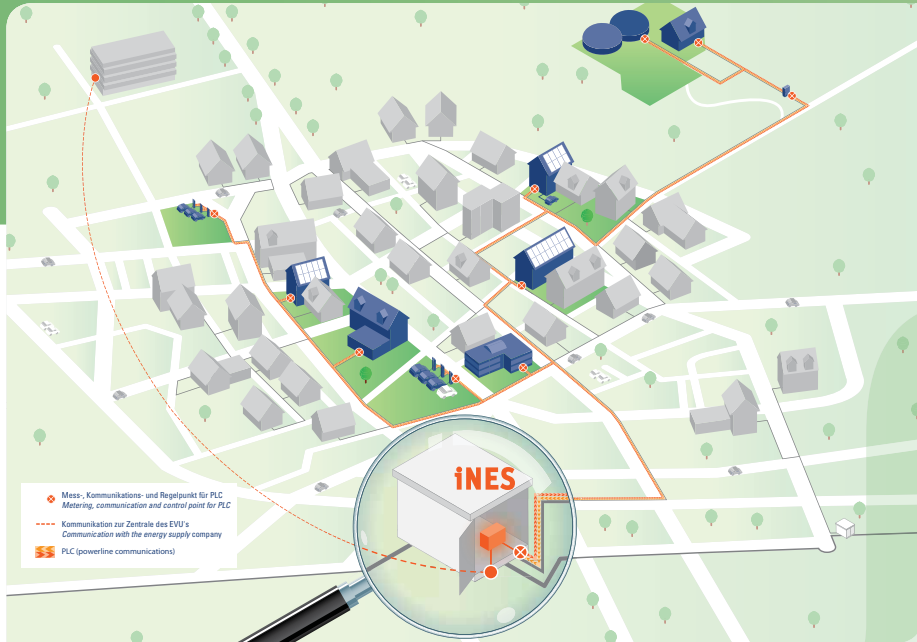 iNES
Mess-, Kommunikations- und Regelpunkt für PLC
Metering, communication and control point for PLC
Kommunikation zur Zentrale des EVU's
Communication with the energy supply company
PLC (powerline communications)